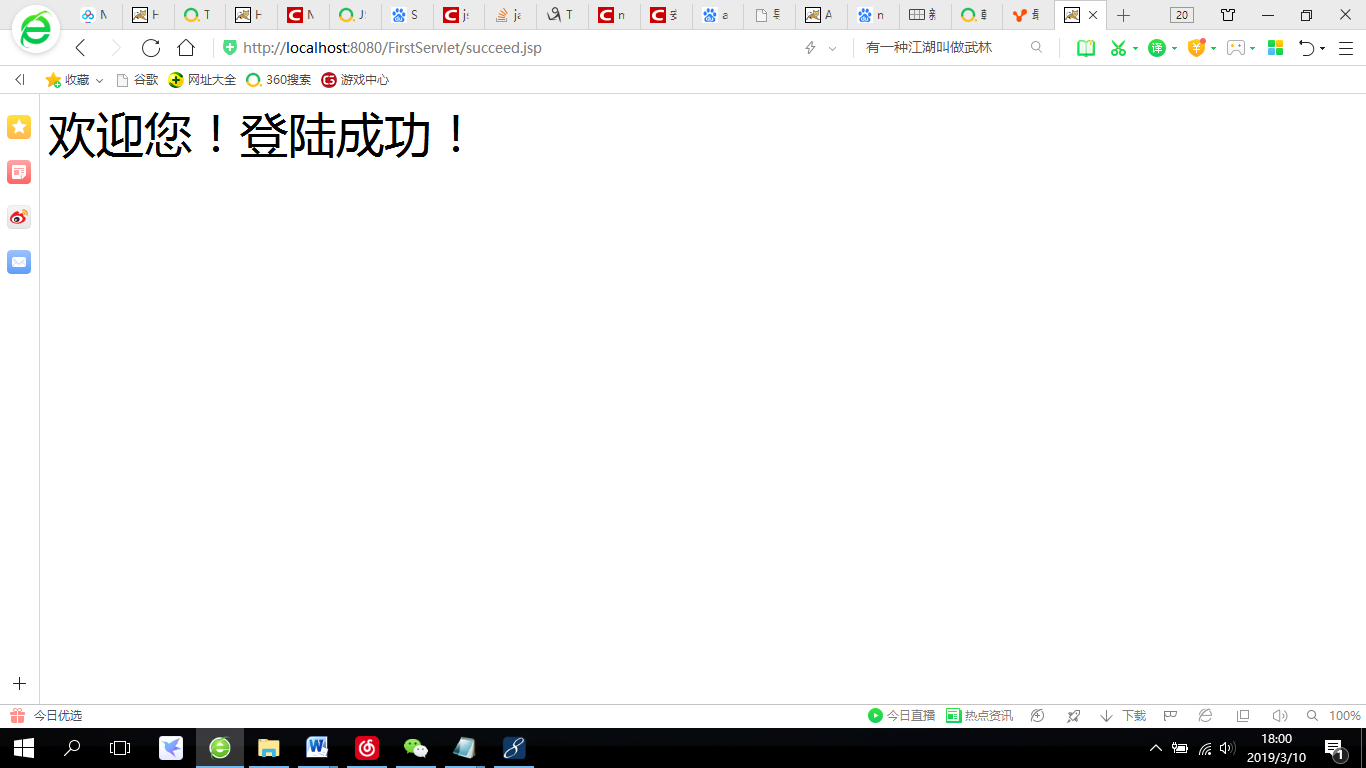 20
http://localhost:8080/FirstServlet/succeed.jsp
有一种江湖叫做武林
收藏 谷歌 网址大全 360搜索 游戏中心
欢迎您！登陆成功！
今日优选 今日直播 热点资讯 下载 100%
18:00
2019/3/10
1